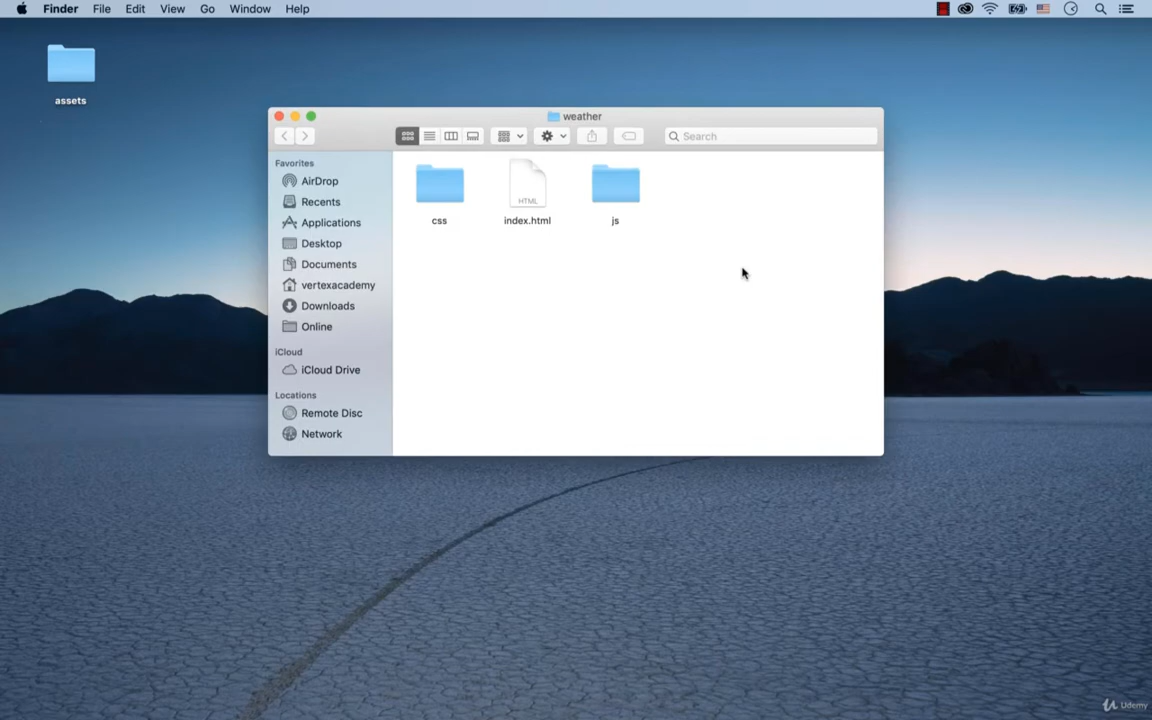 Finder File Edit View Go Window Help
assets
weather
Search
Favorites
AirDrop
Recents
Applications
Desktop
Documents
vertexacademy
Downloads
Online
iCloud
iCloud Drive
Locations
Remote Disc
Network
HTML
css index.html js
Udemy